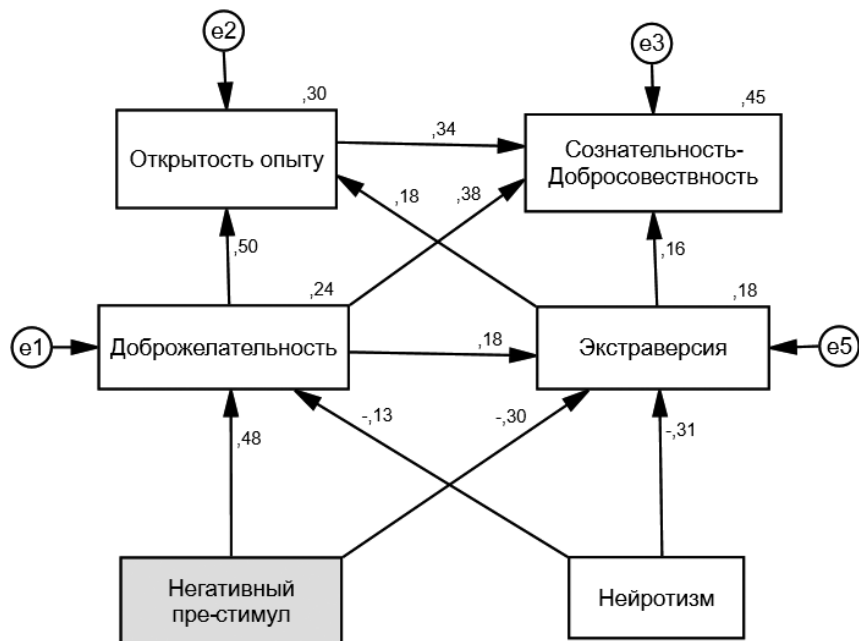 e2
e3
,30
,45
Открытость опыту
,34
Сознательность-
Добросовествность
,18
,38
,50
,16
,24
,18
e1
Доброжелательность
,18
Экстраверсия
e5
,48
-,13
-,30
-,31
Негативный
пре-стимул
Нейротизм